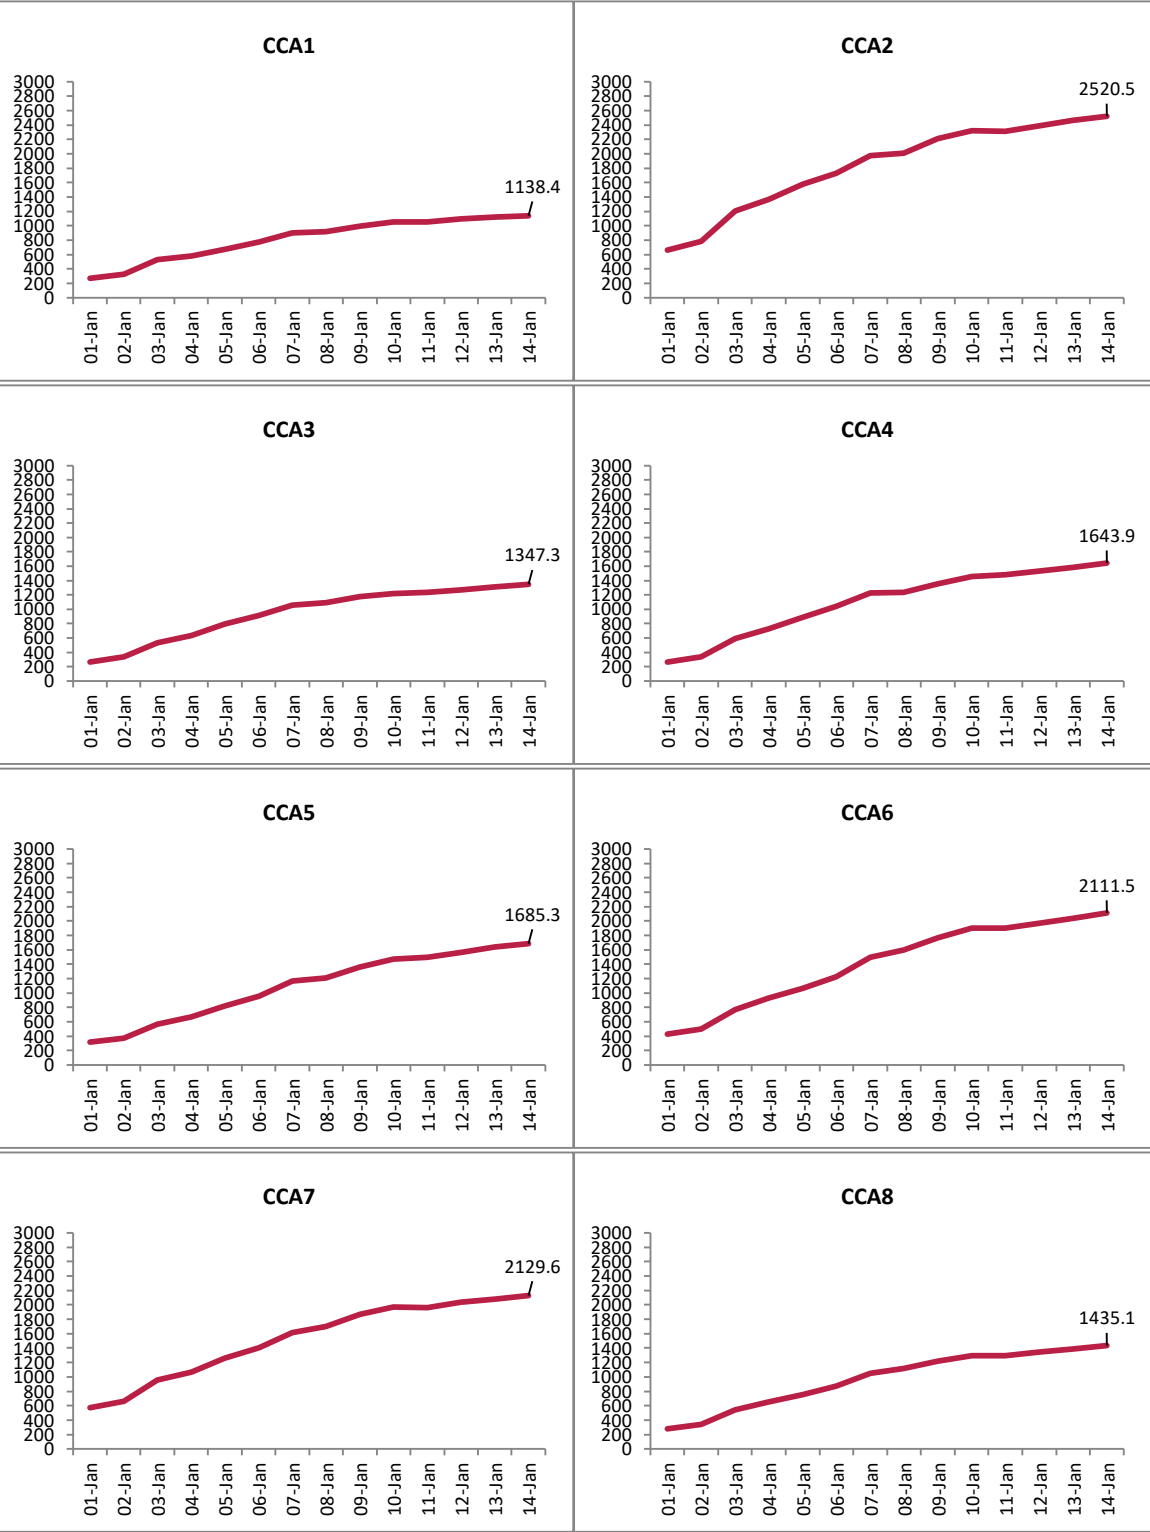 CCA1
3000
2800
2600
2400
2200
2000
1800
1600
1400
1200
1000
800
600
400
200
0
1138.4
01-Jan
02-Jan
03-Jan
04-Jan
05-Jan
06-Jan
07-Jan
08-Jan
09-Jan
10-Jan
11-Jan
12-Jan
13-Jan
14-Jan
CCA2
3000
2800
2600
2400
2200
2000
1800
1600
1400
1200
1000
800
600
400
200
0
2520.5
01-Jan
02-Jan
03-Jan
04-Jan
05-Jan
06-Jan
07-Jan
08-Jan
09-Jan
10-Jan
11-Jan
12-Jan
13-Jan
14-Jan
CCA3
3000
2800
2600
2400
2200
2000
1800
1600
1400
1200
1000
800
600
400
200
0
1347.3
01-Jan
02-Jan
03-Jan
04-Jan
05-Jan
06-Jan
07-Jan
08-Jan
09-Jan
10-Jan
11-Jan
12-Jan
13-Jan
14-Jan
CCA4
3000
2800
2600
2400
2200
2000
1800
1600
1400
1200
1000
800
600
400
200
0
1643.9
01-Jan
02-Jan
03-Jan
04-Jan
05-Jan
06-Jan
07-Jan
08-Jan
09-Jan
10-Jan
11-Jan
12-Jan
13-Jan
14-Jan
CCA5
3000
2800
2600
2400
2200
2000
1800
1600
1400
1200
1000
800
600
400
200
0
1685.3
01-Jan
02-Jan
03-Jan
04-Jan
05-Jan
06-Jan
07-Jan
08-Jan
09-Jan
10-Jan
11-Jan
12-Jan
13-Jan
14-Jan
CCA6
3000
2800
2600
2400
2200
2000
1800
1600
1400
1200
1000
800
600
400
200
0
2111.5
01-Jan
02-Jan
03-Jan
04-Jan
05-Jan
06-Jan
07-Jan
08-Jan
09-Jan
10-Jan
11-Jan
12-Jan
13-Jan
14-Jan
CCA7
3000
2800
2600
2400
2200
2000
1800
1600
1400
1200
1000
800
600
400
200
0
2129.6
01-Jan
02-Jan
03-Jan
04-Jan
05-Jan
06-Jan
07-Jan
08-Jan
09-Jan
10-Jan
11-Jan
12-Jan
13-Jan
14-Jan
CCA8
3000
2800
2600
2400
2200
2000
1800
1600
1400
1200
1000
800
600
400
200
0
1435.1
01-Jan
02-Jan
03-Jan
04-Jan
05-Jan
06-Jan
07-Jan
08-Jan
09-Jan
10-Jan
11-Jan
12-Jan
13-Jan
14-Jan